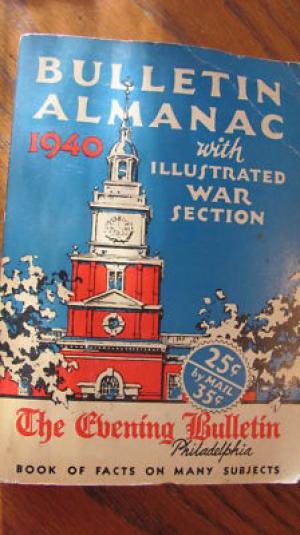 BULLETIN
ALMANAC
1940 with
ILLUSTRATED
WAR
SECTION
25¢
by MAIL
35¢
The Evening Bulletin
Philadelphia
BOOK OF FACTS ON MANY SUBJECTS